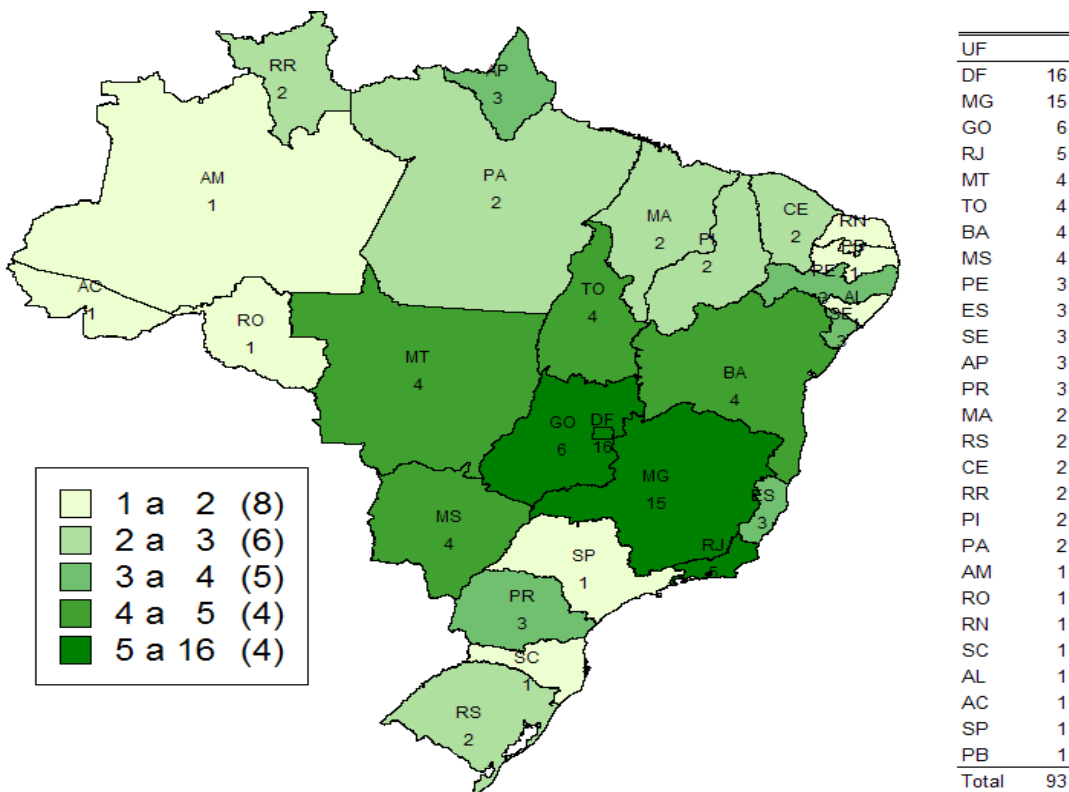 RR
2
AP
3
AM
1
PA
2
MA
2
PI
2
CE
2
RN
PB
1
PE
3
AL
SE
3
AC
1
RO
1
TO
4
MT
4
BA
4
GO
6
DF
16
MG
15
ES
3
MS
4
SP
1
RJ
5
PR
3
SC
1
RS
2
1 a 2 (8)
2 a 3 (6)
3 a 4 (5)
4 a 5 (4)
5 a 16 (4)
UF
DF 16
MG 15
GO 6
RJ 5
MT 4
TO 4
BA 4
MS 4
PE 3
ES 3
SE 3
AP 3
PR 3
MA 2
RS 2
CE 2
RR 2
PI 2
PA 2
AM 1
RO 1
RN 1
SC 1
AL 1
AC 1
SP 1
PB 1
Total 93